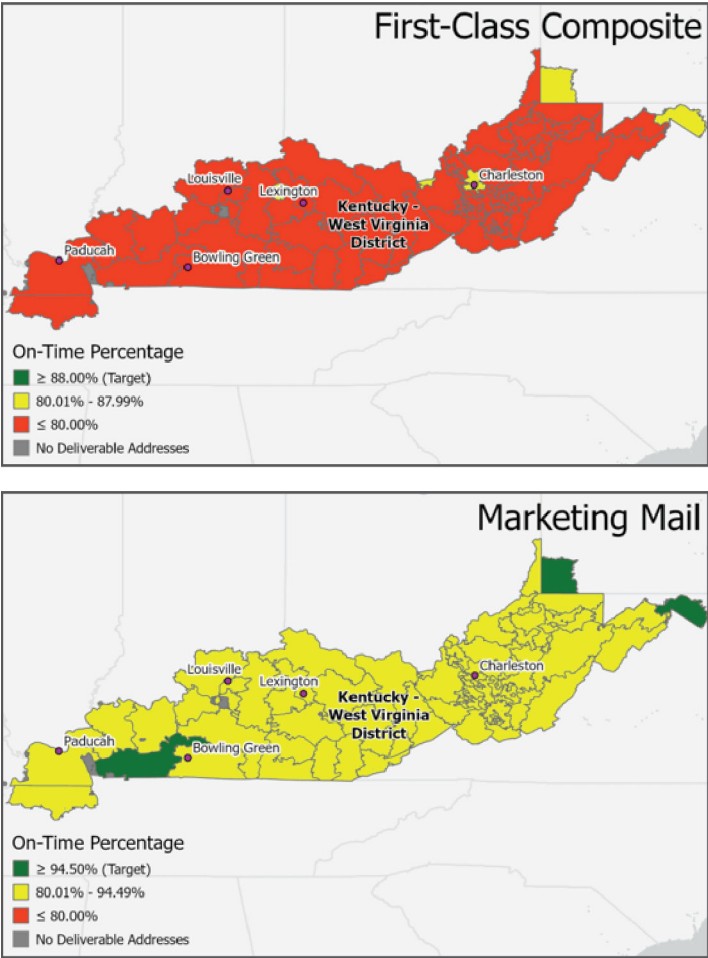 First-Class Composite
Louisville
Lexington
Charleston
Kentucky -
West Virginia
District
Paducah
Bowling Green
On-Time Percentage
≥ 88.00% (Target)
80.01% - 87.99%
≤ 80.00%
No Deliverable Addresses
Marketing Mail
Louisville
Lexington
Charleston
Kentucky -
West Virginia
District
Paducah
Bowling Green
On-Time Percentage
≥ 94.50% (Target)
80.01% - 94.49%
≤ 80.00%
No Deliverable Addresses